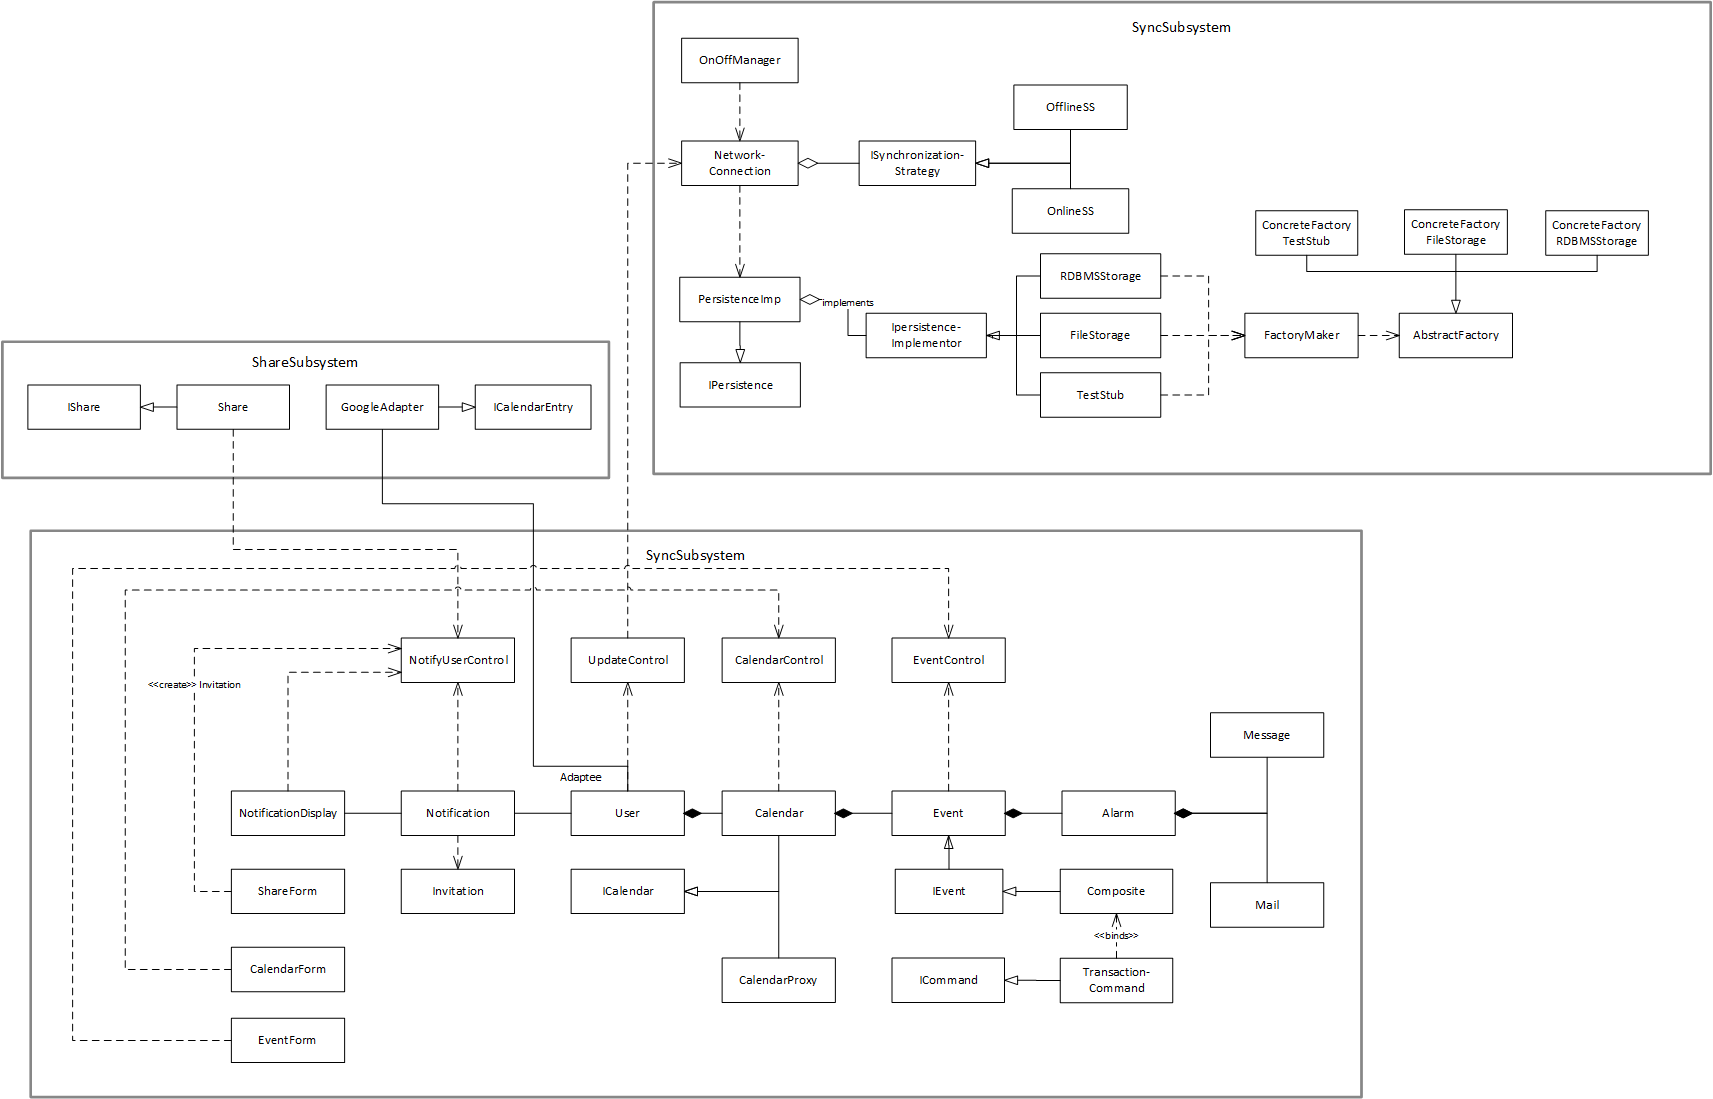 SyncSubsystem
OnOffManager
OfflineSS
Network-
Connection
ISynchronization-
Strategy
OnlineSS
ConcreteFactory
TestStub
ConcreteFactory
FileStorage
ConcreteFactory
RDBMSStorage
RDBMSStorage
PersistenceImp
implements
Ipersistence-
Implementor
FileStorage
FactoryMaker
AbstractFactory
IPersistence
TestStub
ShareSubsystem
IShare
Share
GoogleAdapter
ICalendarEntry
SyncSubsystem
NotifyUserControl
UpdateControl
CalendarControl
EventControl
<<create>> Invitation
Message
Adaptee
NotificationDisplay
Notification
User
Calendar
Event
Alarm
ShareForm
Invitation
ICalendar
IEvent
Composite
Mail
<<binds>>
CalendarForm
CalendarProxy
ICommand
Transaction-
Command
EventForm